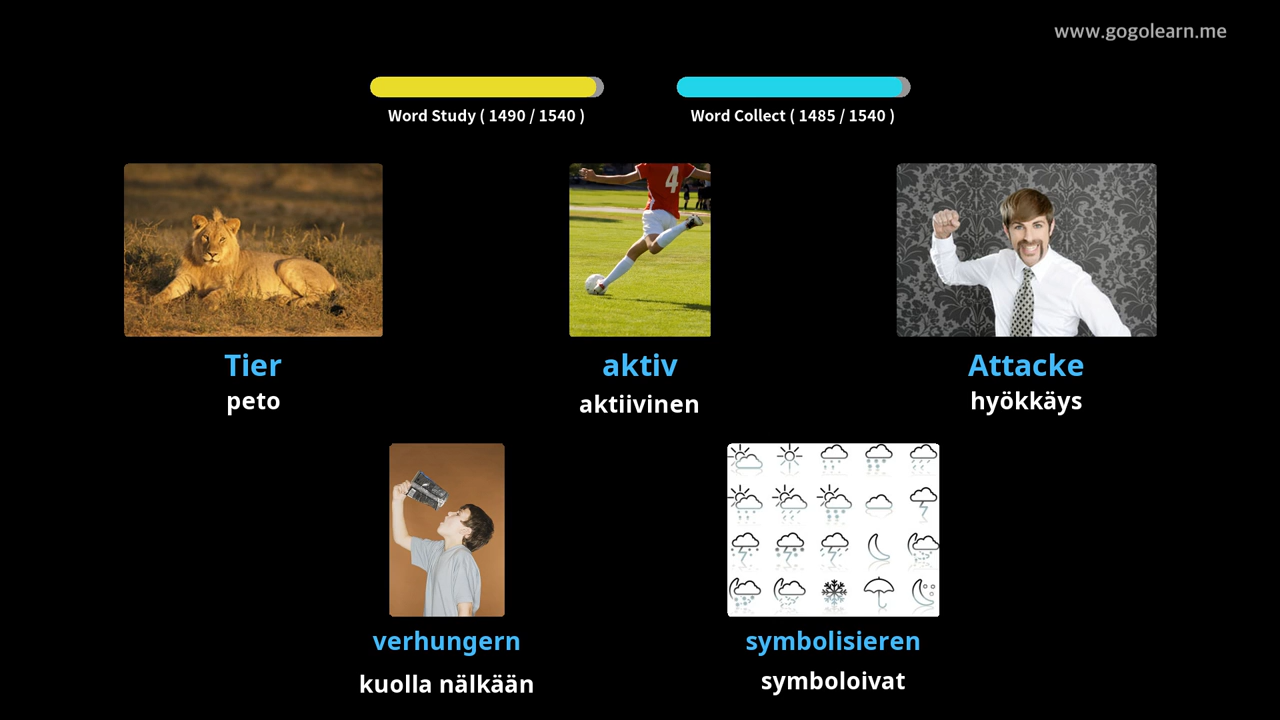 www.gogolearn.me
Word Study ( 1490 / 1540 )
Word Collect ( 1485 / 1540 )
4
Tier
peto
aktiv
aktiivinen
Attacke
hyökkäys
verhungern
kuolla nälkään
symbolisieren
symboloivat